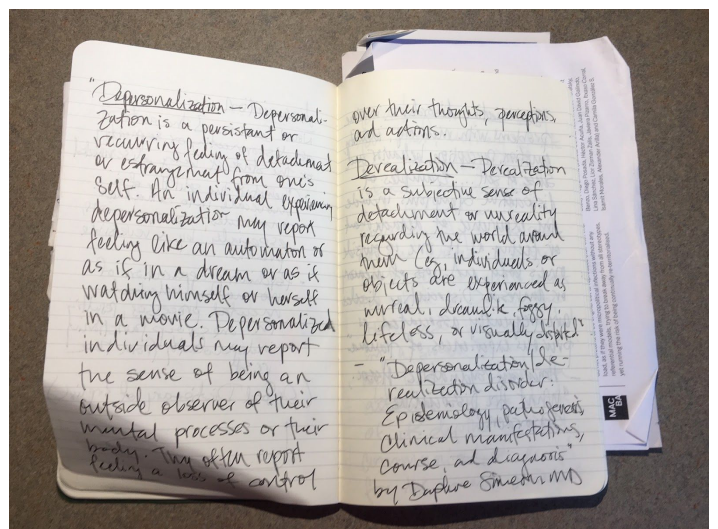 "Depersonalization – Depersonali-
zation is a persistant or
recurring feeling of detachment
or estrangement from one's
self. An individual experiencing
depersonalization may report
feeling like an automaton or
as if in a dream or as if
watching himself or herself
in a movie. Depersonalized
individuals may report
the sense of being an
outside observer of their
mental processes or their
body. They often report
feeling a loss of control
over their thoughts, perceptions,
and actions.
Derealization – Derealization
is a subjective sense of
detachment or unreality
regarding the world around
them (eg, individuals or
objects are experienced as
unreal, dreamlike, foggy,
lifeless, or visually distorted"
– "Depersonalization/de-
realization disorder:
Epidemiology, pathogenesis,
clinical manifestations,
course, and diagnosis"
by Daphne Simeon MD
MAC
BA